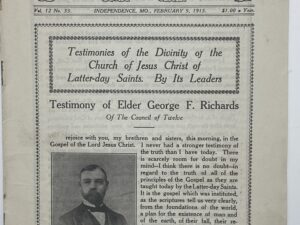 Vol. 12 No. 33. INDEPENDENCE, MO., FEBRUARY 5, 1915. $1.00 a Year.
Testimonies of the Divinity of the
Church of Jesus Christ of
Latter-day Saints. By Its Leaders
Testimony of Elder George F. Richards
Of The Council of Twelve
rejoice with you, my brethren and sisters, this morning, in the
Gospel of the Lord Jesus Christ.
I never had a stronger testimony of
the truth than I have today. There
is scarcely room for doubt in my
mind—I think there is no doubt—in
regard to the truth of all of the
principles of the Gospel as they are
taught today by the Latter-day Saints.
It is the gospel which was instituted,
as the scriptures tell us very clearly,
from the foundations of the world,
a plan for the existence of man and
of the earth, of their fall, their re-